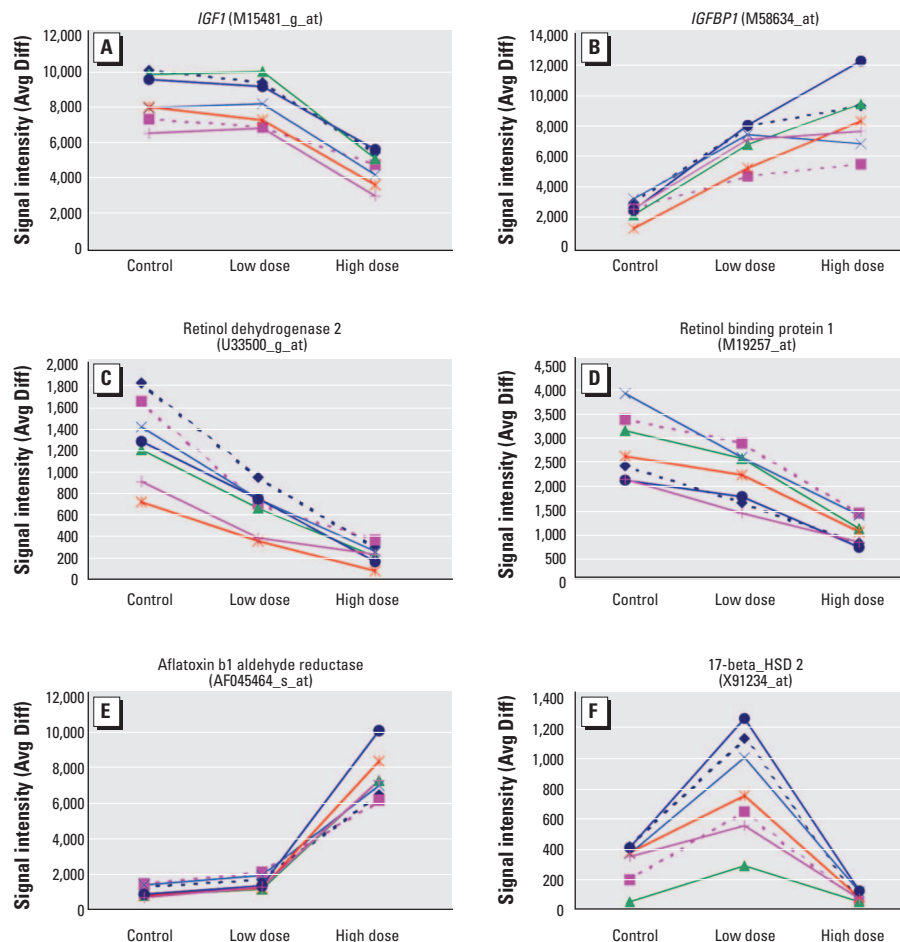 IGF1 (M15481_g_at)
A
Signal intensity (Avg Diff)
12,000
10,000
8,000
6,000
4,000
2,000
0
Control Low dose High dose
IGFBP1 (M58634_at)
B
Signal intensity (Avg Diff)
14,000
12,000
10,000
8,000
6,000
4,000
2,000
0
Control Low dose High dose
Retinol dehydrogenase 2
(U33500_g_at)
C
Signal intensity (Avg Diff)
2,000
1,800
1,600
1,400
1,200
1,000
800
600
400
200
0
Control Low dose High dose
Retinol binding protein 1
(M19257_at)
D
Signal intensity (Avg Diff)
4,500
4,000
3,500
3,000
2,500
2,000
1,500
1,000
500
0
Control Low dose High dose
Aflatoxin b1 aldehyde reductase
(AF045464_s_at)
E
Signal intensity (Avg Diff)
12,000
10,000
8,000
6,000
4,000
2,000
0
Control Low dose High dose
17-beta_HSD 2
(X91234_at)
F
Signal intensity (Avg Diff)
1,400
1,200
1,000
800
600
400
200
0
Control Low dose High dose